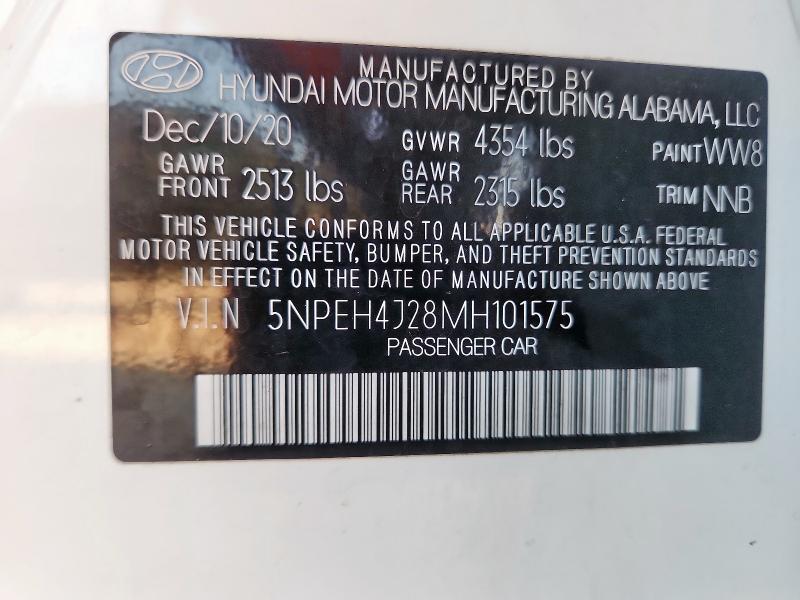 MANUFACTURED BY
HYUNDAI MOTOR MANUFACTURING ALABAMA, LLC
Dec/10/20 GVWR 4354 lbs PAINT WW8
GAWR FRONT 2513 lbs GAWR REAR 2315 lbs TRIM NNB
THIS VEHICLE CONFORMS TO ALL APPLICABLE U.S.A. FEDERAL
MOTOR VEHICLE SAFETY, BUMPER, AND THEFT PREVENTION STANDARDS
IN EFFECT ON THE DATE OF MANUFACTURE SHOWN ABOVE
V.I.N 5NPEH4J28MH101575
PASSENGER CAR